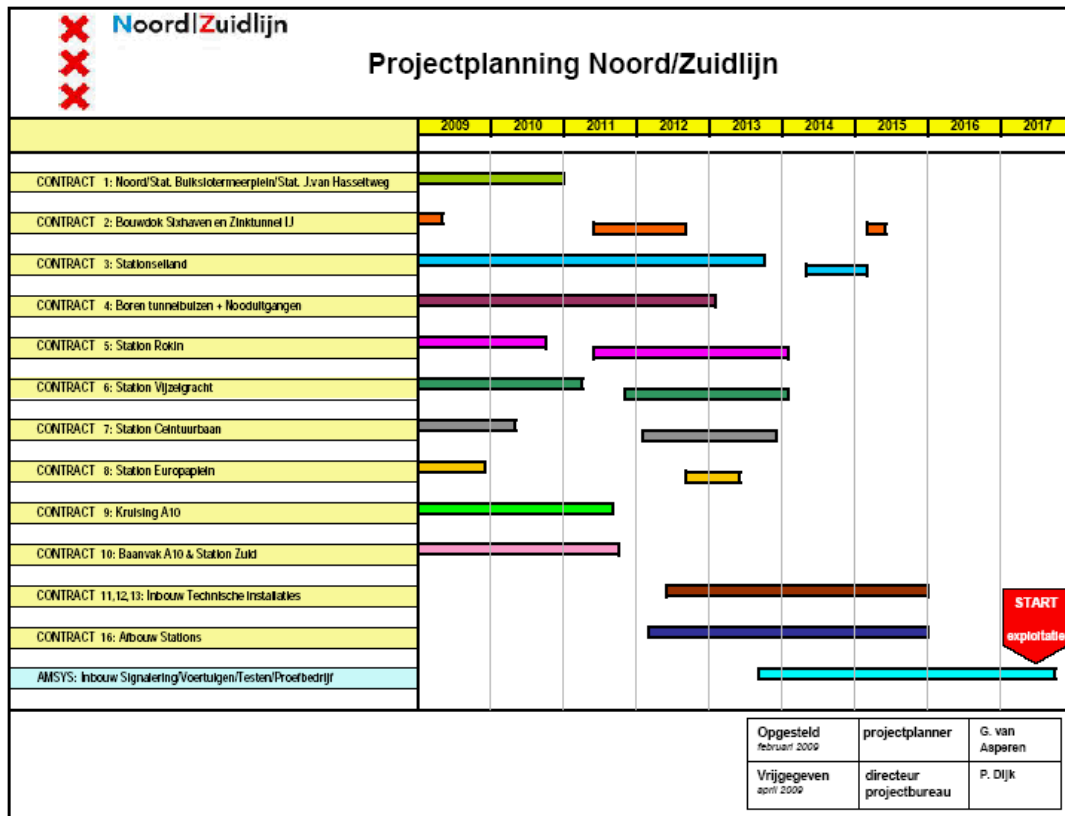 Noord|Zuidlijn
Projectplanning Noord/Zuidlijn
2009 2010 2011 2012 2013 2014 2015 2016 2017
CONTRACT 1: Noord/Stat. Buikslotermeerplein/Stat. J.van Hasseltweg
CONTRACT 2: Bouwdok Sixhaven en Zinktunnel IJ
CONTRACT 3: Stationseiland
CONTRACT 4: Boren tunnelbuizen + Nooduitgangen
CONTRACT 5: Station Rokin
CONTRACT 6: Station Vijzelgracht
CONTRACT 7: Station Ceintuurbaan
CONTRACT 8: Station Europaplein
CONTRACT 9: Kruising A10
CONTRACT 10: Baanvak A10 & Station Zuid
CONTRACT 11,12,13: Inbouw Technische Installaties
START
exploitatie
CONTRACT 16: Afbouw Stations
AMSYS: Inbouw Signalering/Voertuigen/Testen/Proefbedrijf
Opgesteld projectplanner G. van
februari 2009 Asperen
Vrijgegeven directeur P. Dijk
april 2009 projectbureau